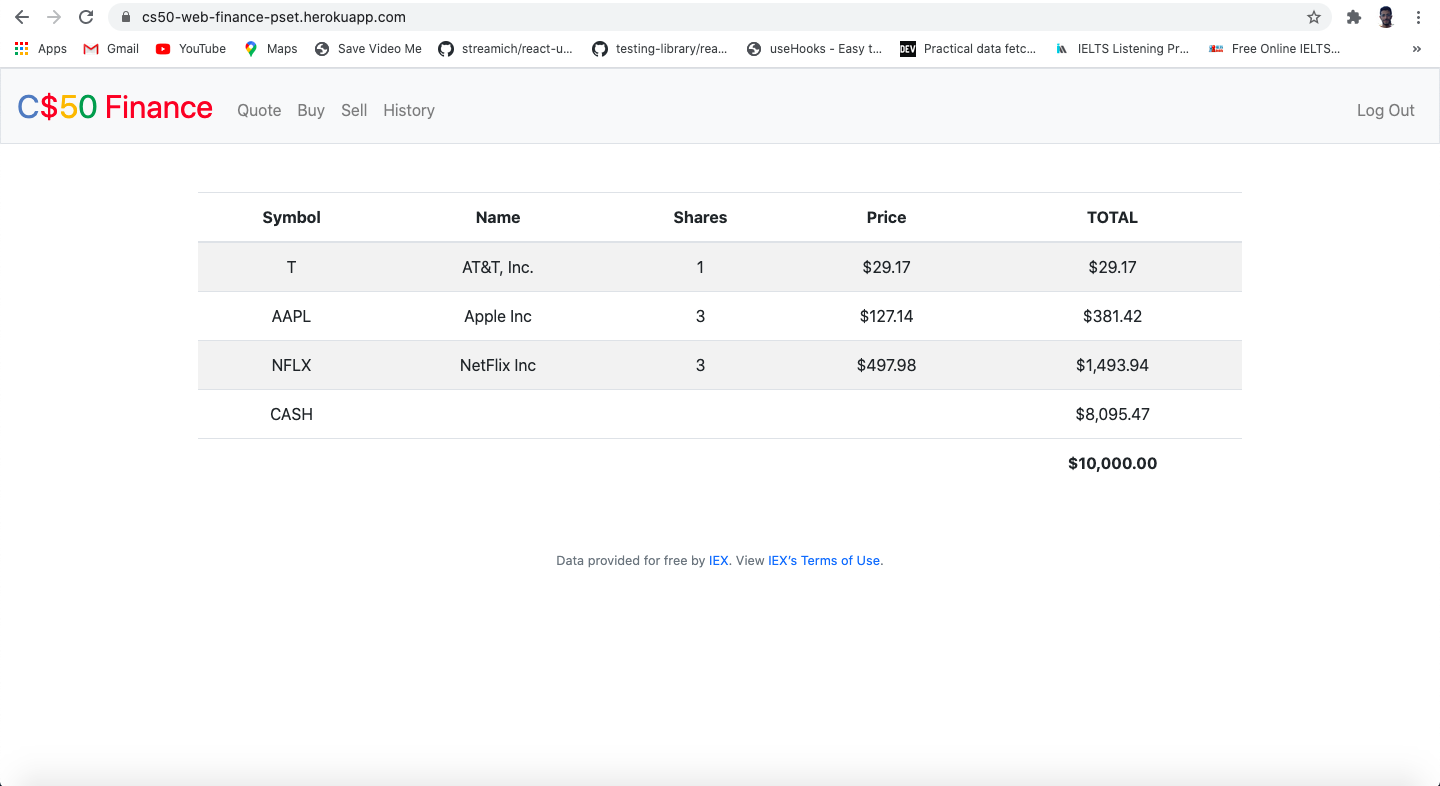 cs50-web-finance-pset.herokuapp.com
Apps Gmail YouTube Maps Save Video Me streamich/react-u... testing-library/rea... DEV useHooks - Easy t... Practical data fetc... IELTS Listening Pr... Free Online IELTS... »
C$50 Finance Quote Buy Sell History Log Out
Symbol Name Shares Price TOTAL
T AT&T, Inc. 1 $29.17 $29.17
AAPL Apple Inc 3 $127.14 $381.42
NFLX NetFlix Inc 3 $497.98 $1,493.94
CASH $8,095.47
$10,000.00
Data provided for free by IEX. View IEX's Terms of Use.